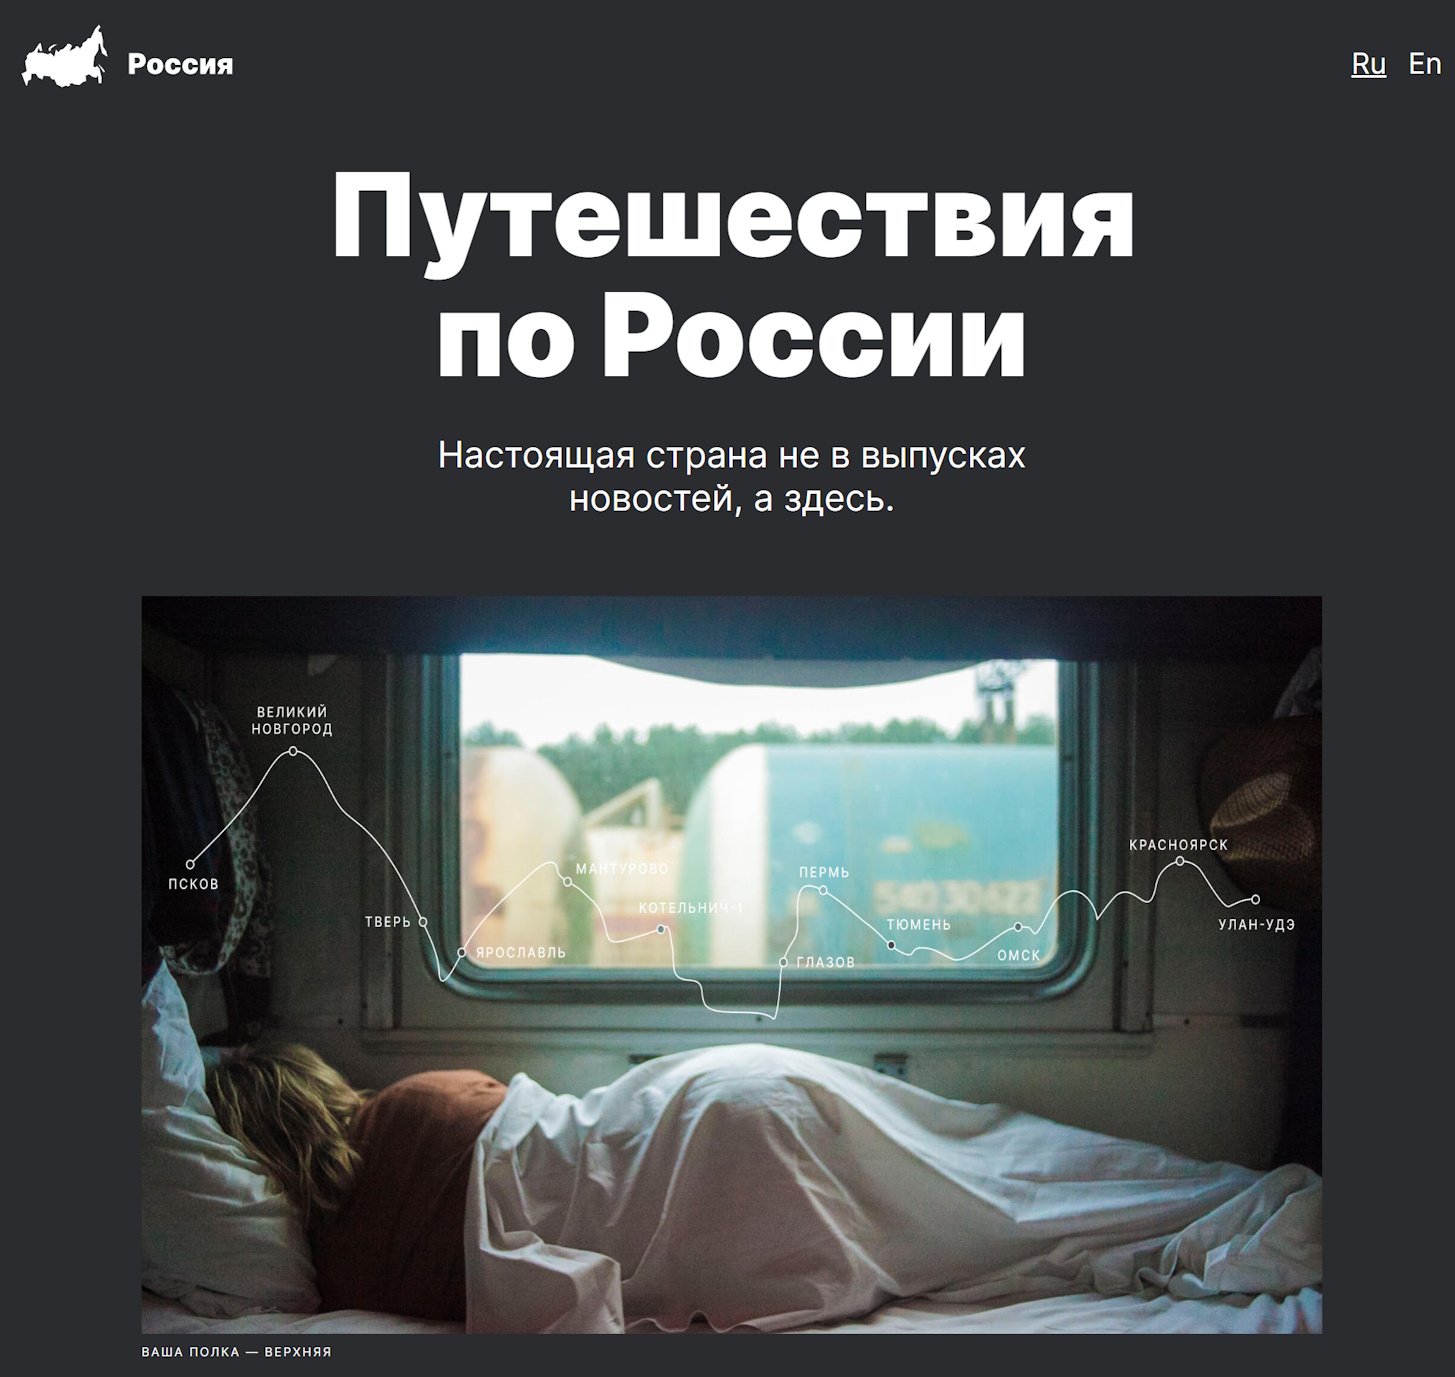 Россия
Ru En
Путешествия
по России
Настоящая страна не в выпусках
новостей, а здесь.
ВЕЛИКИЙ
НОВГОРОД
ПСКОВ
ТВЕРЬ
ЯРОСЛАВЛЬ
МАНТУРОВО
КОТЕЛЬНИЧ-1
ГЛАЗОВ
ПЕРМЬ
ТЮМЕНЬ
ОМСК
КРАСНОЯРСК
УЛАН-УДЭ
54030622
ВАША ПОЛКА — ВЕРХНЯЯ